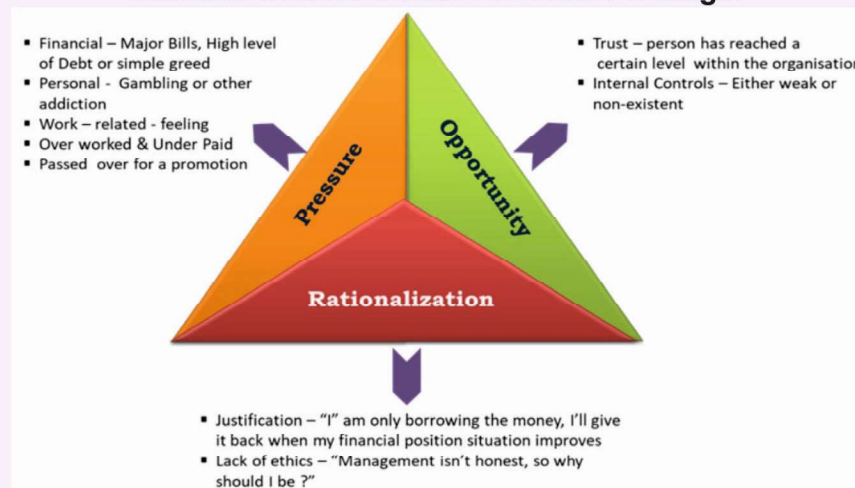 ▪ Financial – Major Bills, High level
of Debt or simple greed
▪ Personal - Gambling or other
addiction
▪ Work – related - feeling
▪ Over worked & Under Paid
▪ Passed over for a promotion
▪ Trust – person has reached a
certain level within the organisation
▪ Internal Controls – Either weak or
non-existent
Pressure
Opportunity
Rationalization
▪ Justification – “I” am only borrowing the money, I’ll give
it back when my financial position situation improves
▪ Lack of ethics – “Management isn’t honest, so why
should I be ?”